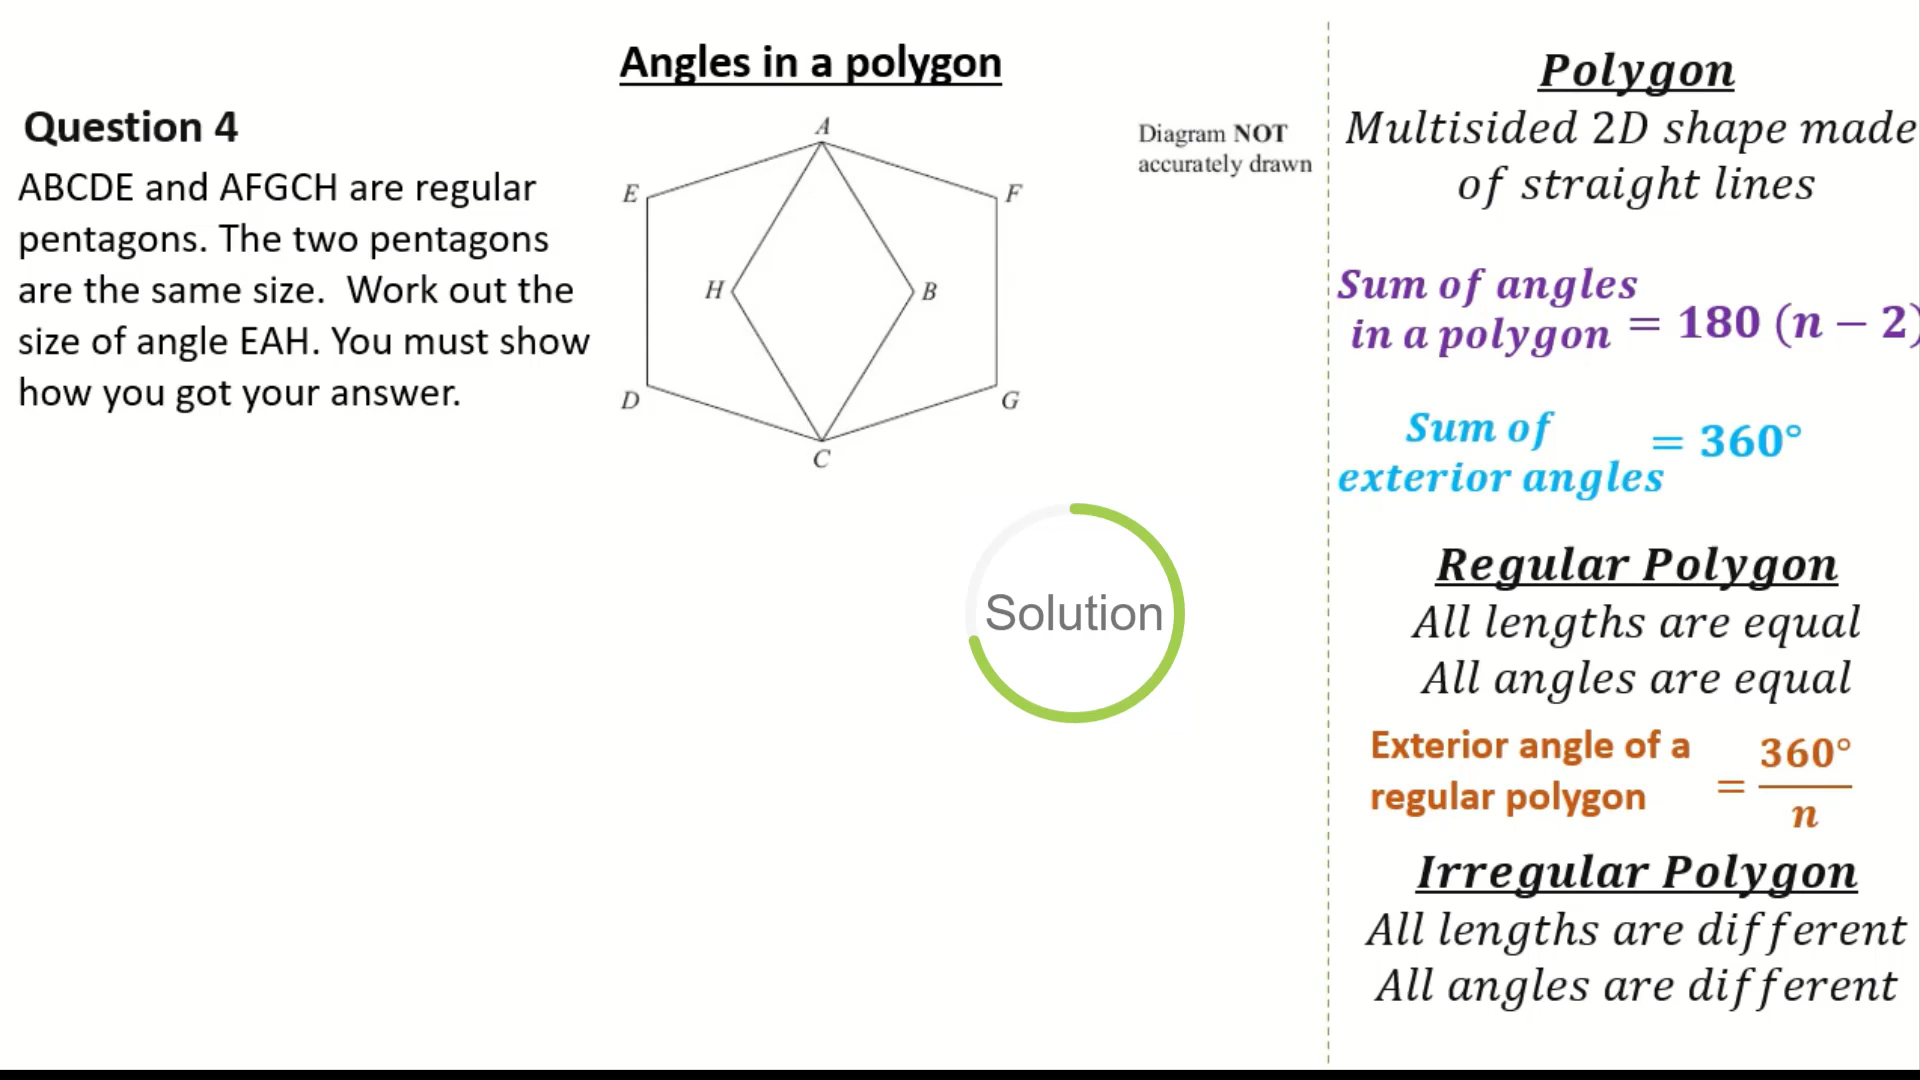 Angles in a polygon
Question 4
ABCDE and AFGCH are regular
pentagons. The two pentagons
are the same size.  Work out the
size of angle EAH. You must show
how you got your answer.
A
E
F
H
B
D
G
C
Diagram NOT
accurately drawn
Solution
Polygon
Multisided 2D shape made
of straight lines
Sum of angles
in a polygon = 180 (n − 2)
Sum of
exterior angles = 360°
Regular Polygon
All lengths are equal
All angles are equal
Exterior angle of a
regular polygon
= 360°
n
Irregular Polygon
All lengths are different
All angles are different